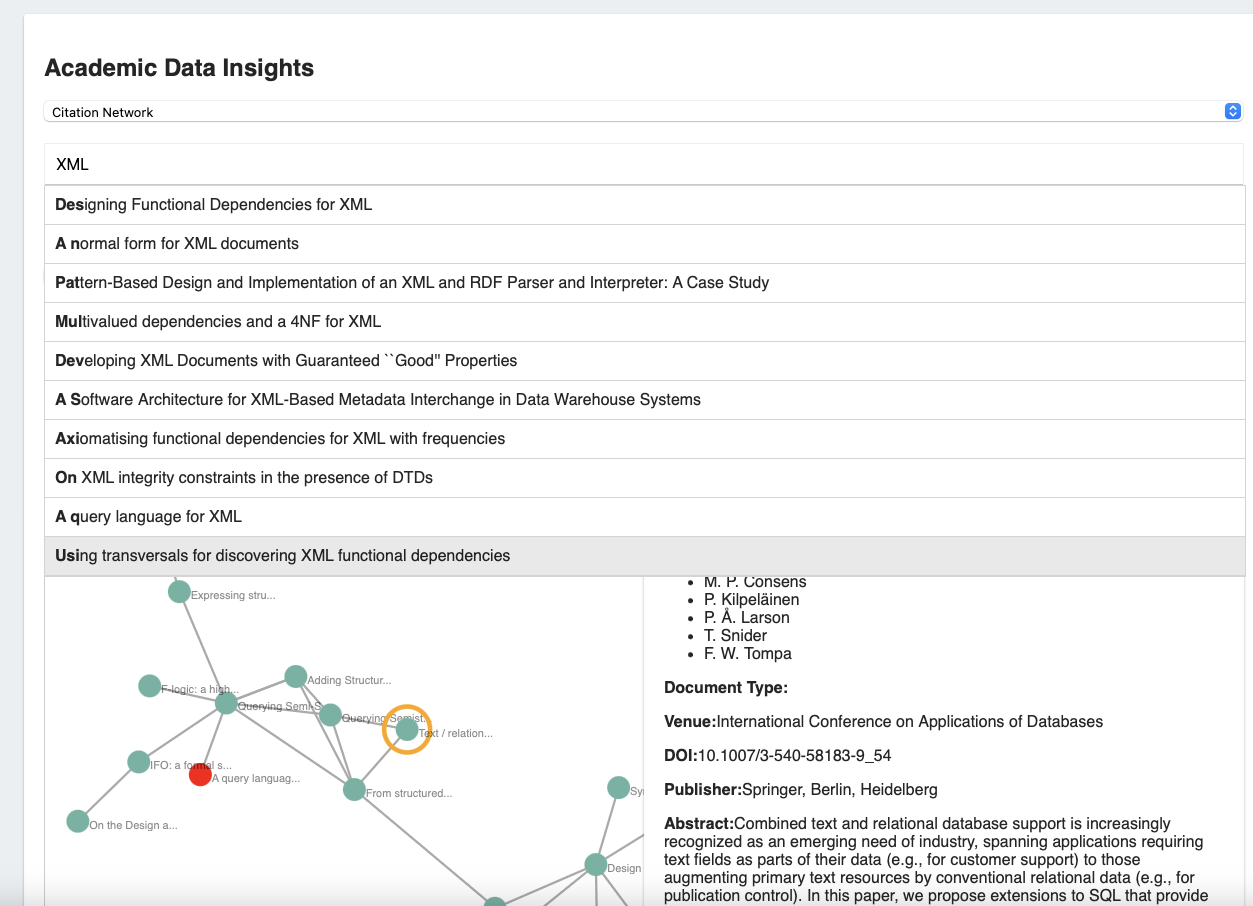 Academic Data Insights
Citation Network
XML
Designing Functional Dependencies for XML
A normal form for XML documents
Pattern-Based Design and Implementation of an XML and RDF Parser and Interpreter: A Case Study
Multivalued dependencies and a 4NF for XML
Developing XML Documents with Guaranteed ``Good" Properties
A Software Architecture for XML-Based Metadata Interchange in Data Warehouse Systems
Axiomatising functional dependencies for XML with frequencies
On XML integrity constraints in the presence of DTDs
A query language for XML
Using transversals for discovering XML functional dependencies
Expressing stru...
F-logic: a high...
Adding Structur...
Querying Semi-S
Querying Semist...
Text / relation...
IFO: a formal s...
A query languag...
From structured...
On the Design a...
Sy
Design
M. P. Consens
P. Kilpeläinen
P. Å. Larson
T. Snider
F. W. Tompa
Document Type:
Venue:International Conference on Applications of Databases
DOI:10.1007/3-540-58183-9_54
Publisher:Springer, Berlin, Heidelberg
Abstract:Combined text and relational database support is increasingly
recognized as an emerging need of industry, spanning applications requiring
text fields as parts of their data (e.g., for customer support) to those
augmenting primary text resources by conventional relational data (e.g., for
publication control). In this paper, we propose extensions to SQL that provide